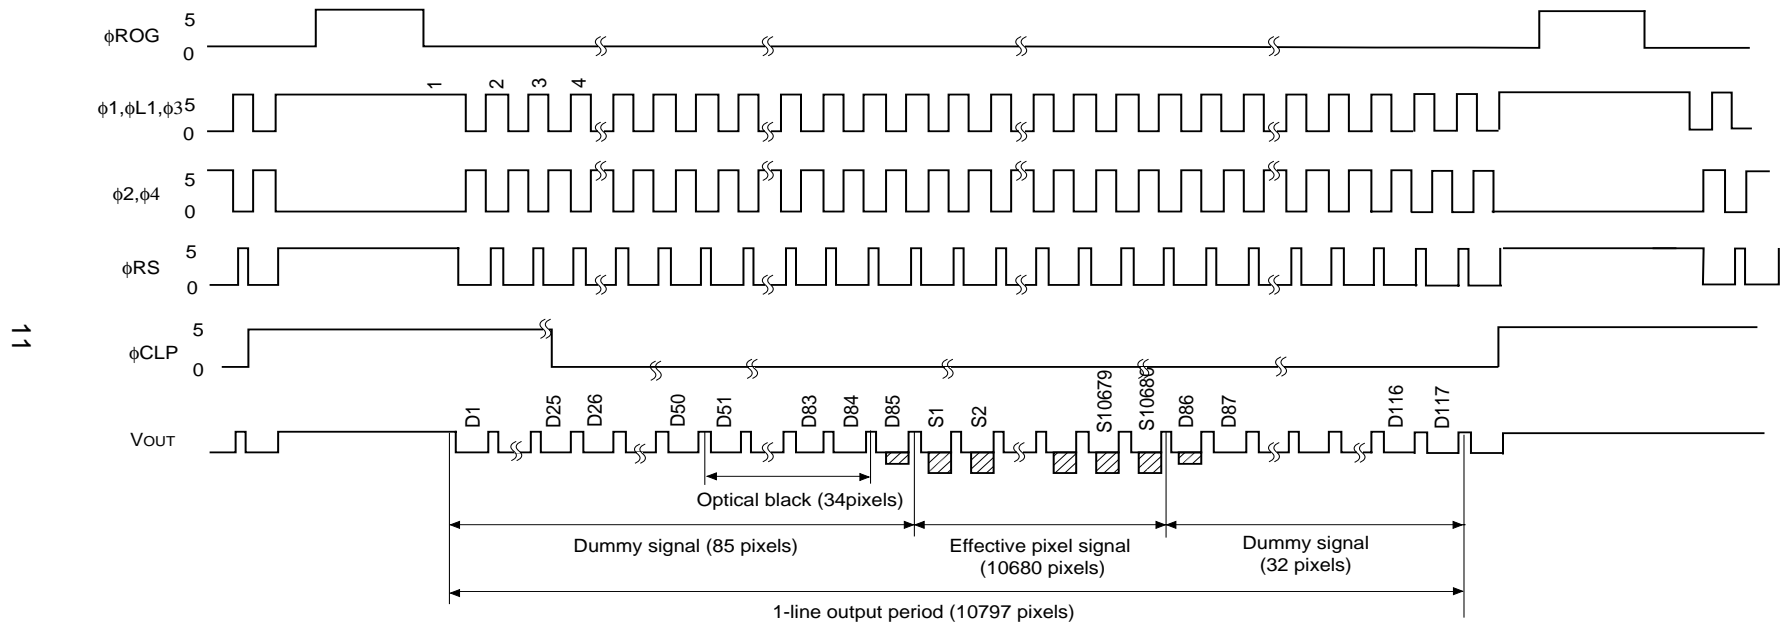 φROG 5
0
1 2 3 4
φ1,φL1,φ3 5
0
φ2,φ4 5
0
φRS 5
0
φCLP 5
0
D1 D25 D26 D50 D51 D83 D84 D85 S1 S2 S10679 S10680 D86 D87 D116 D117
VOUT
Optical black (34pixels)
Dummy signal (85 pixels)
Effective pixel signal
(10680 pixels)
Dummy signal
(32 pixels)
1-line output period (10797 pixels)
11